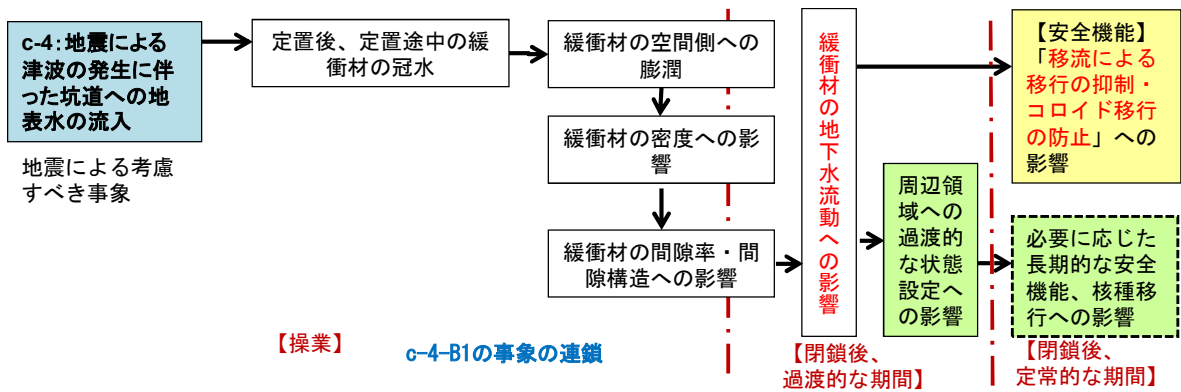 c-4：地震による
津波の発生に伴
った坑道への地
表水の流入
地震による考慮
すべき事象
定置後、定置途中の緩
衝材の冠水
緩衝材の空間側への
膨潤
緩衝材の密度への影
響
緩衝材の間隙率・間
隙構造への影響
緩衝材の地下水流動への影響
周辺領
域への
過渡的
な状態
設定へ
の影響
【安全機能】
「移流による
移行の抑制・
コロイド移行
の防止」への
影響
必要に応じた
長期的な安全
機能、核種移
行への影響
【操業】
c-4-B1の事象の連鎖
【閉鎖後、
過渡的な期間】
【閉鎖後、
定常的な期間】